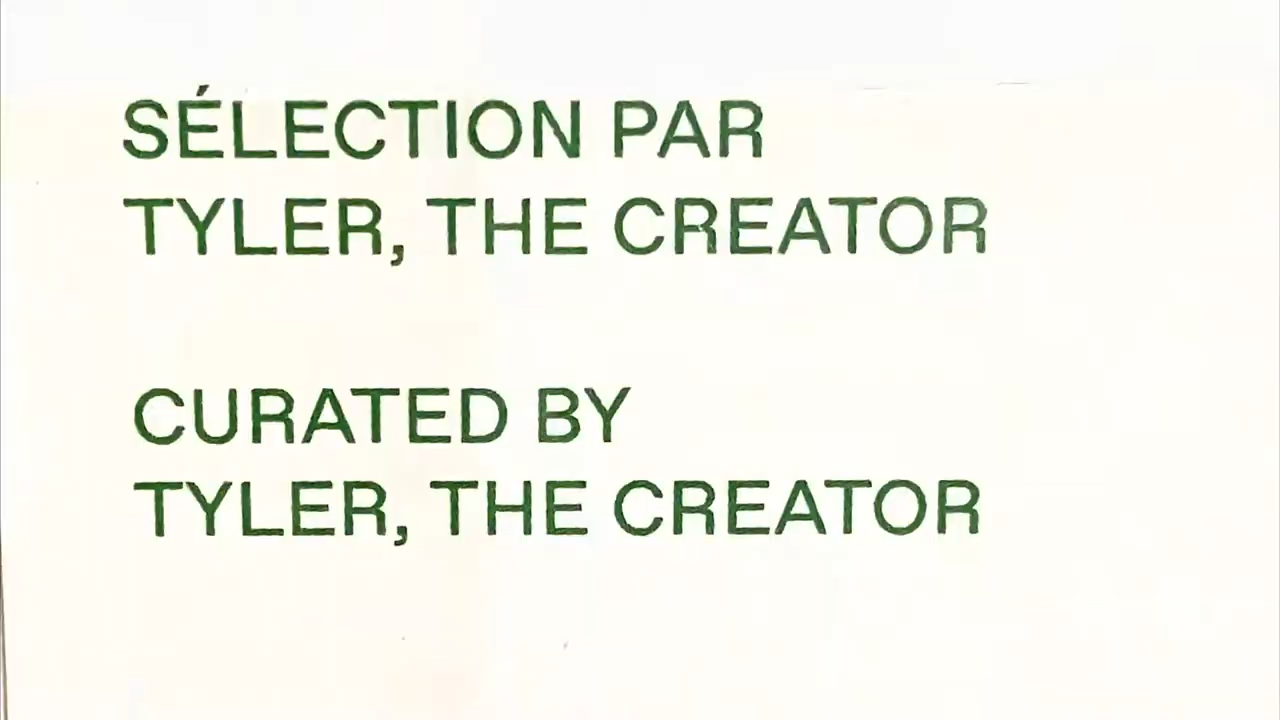 SÉLECTION PAR
TYLER, THE CREATOR
CURATED BY
TYLER, THE CREATOR